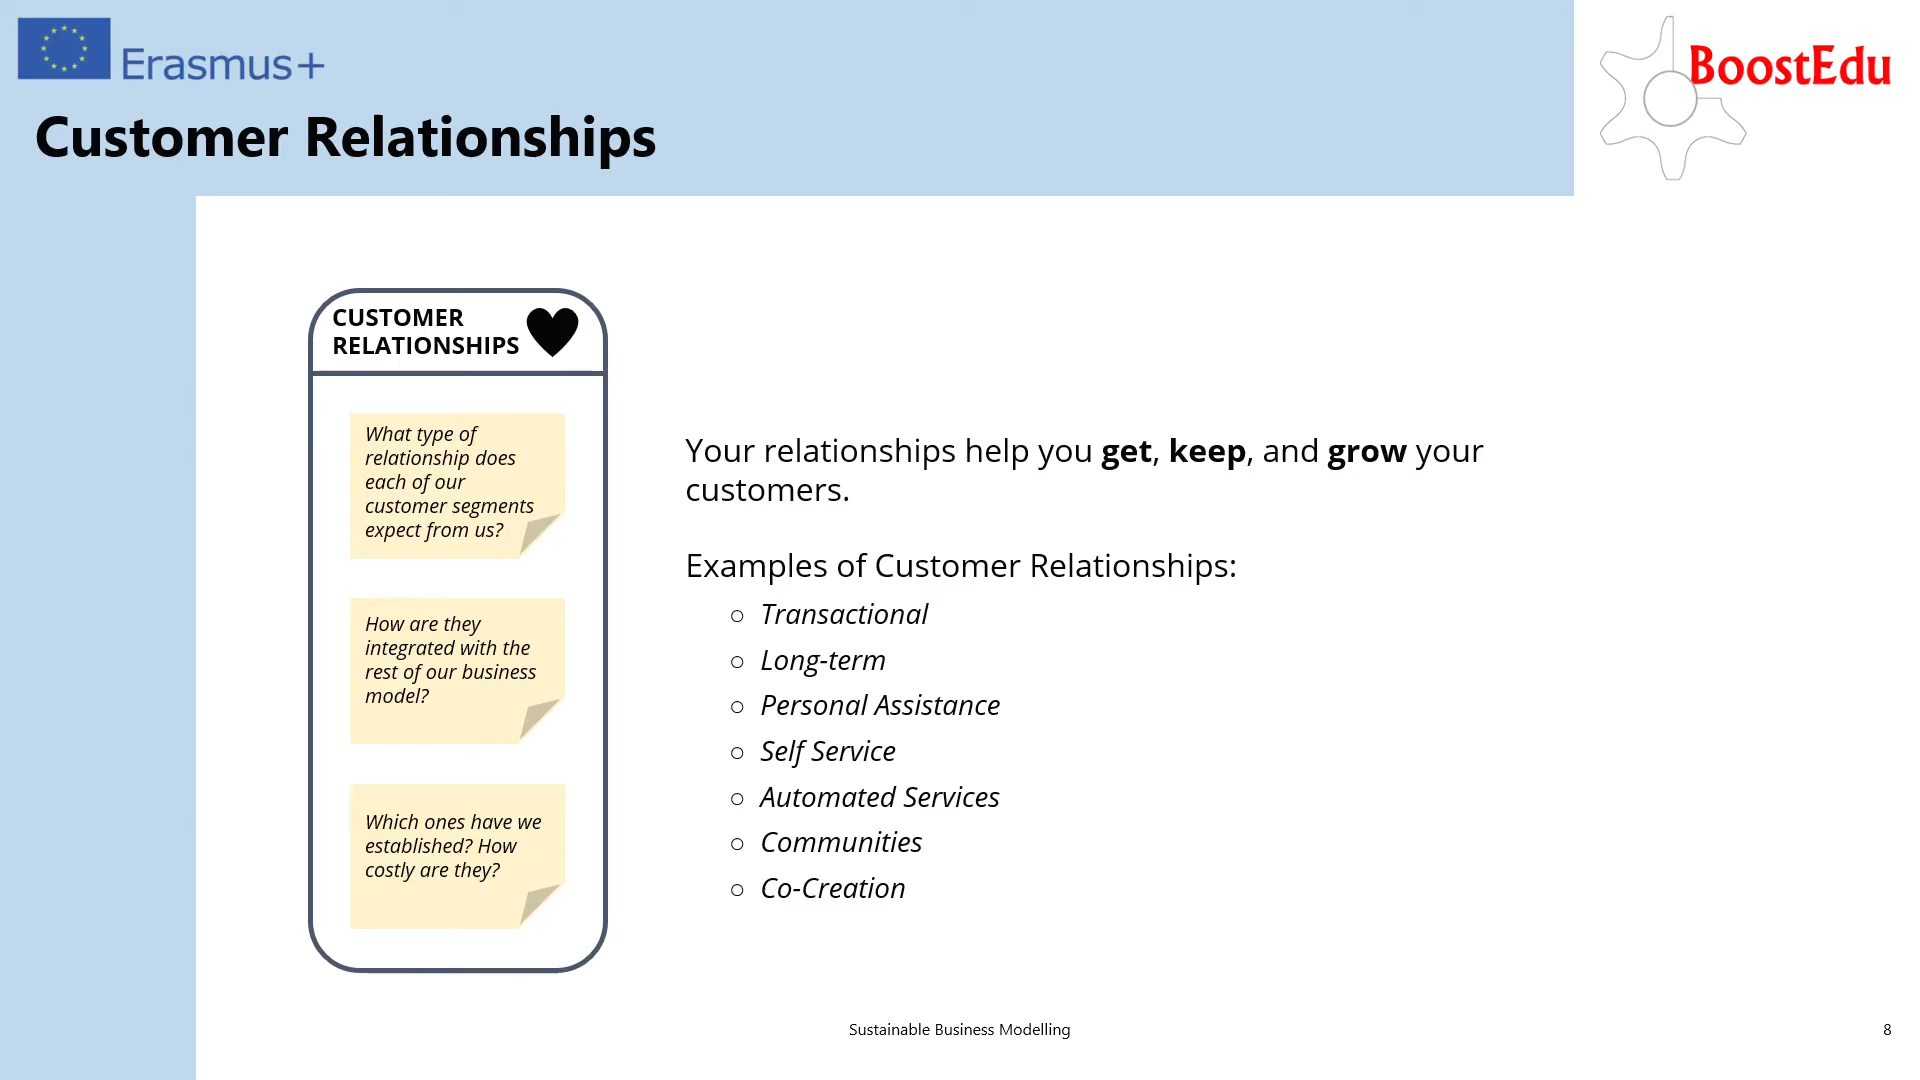 Erasmus+
BoostEdu
Customer Relationships
CUSTOMER
RELATIONSHIPS
What type of
relationship does
each of our
customer segments
expect from us?
How are they
integrated with the
rest of our business
model?
Which ones have we
established? How
costly are they?
Your relationships help you get, keep, and grow your
customers.
Examples of Customer Relationships:
○ Transactional
○ Long-term
○ Personal Assistance
○ Self Service
○ Automated Services
○ Communities
○ Co-Creation
Sustainable Business Modelling
8